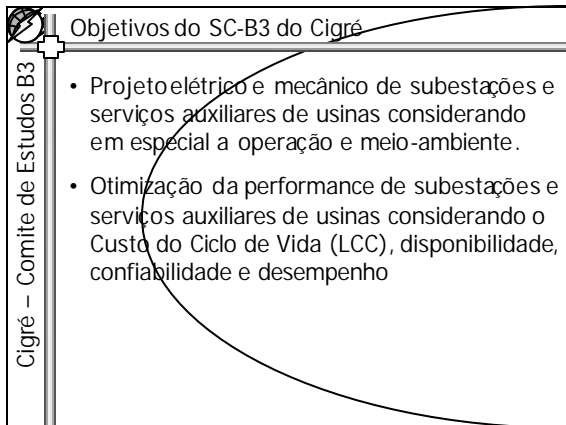 Objetivos do SC-B3 do Cigré
Cigré – Comite de Estudos B3
• Projeto elétrico e mecânico de subestações e
serviços auxiliares de usinas considerando
em especial a operação e meio-ambiente.
• Otimização da performance de subestações e
serviços auxiliares de usinas considerando o
Custo do Ciclo de Vida (LCC), disponibilidade,
confiabilidade e desempenho